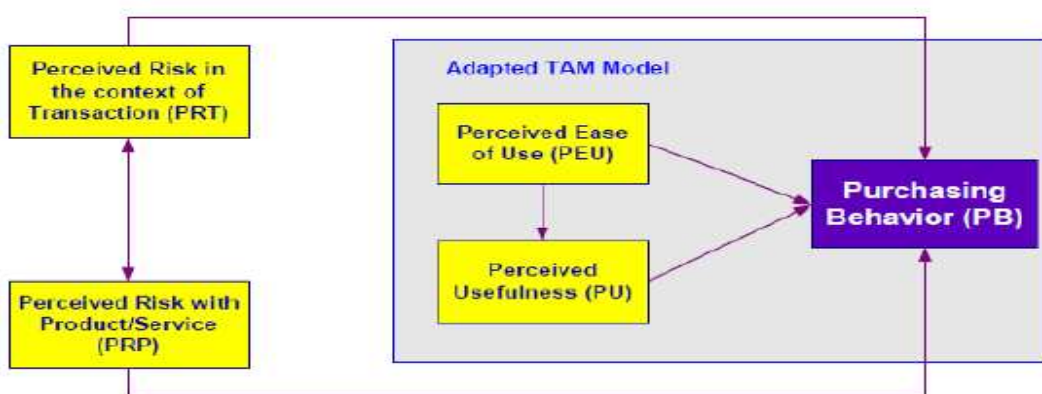 Perceived Risk in
the context of
Transaction (PRT)
Adapted TAM Model
Perceived Ease
of Use (PEU)
Purchasing
Behavior (PB)
Perceived
Usefulness (PU)
Perceived Risk with
Product/Service
(PRP)